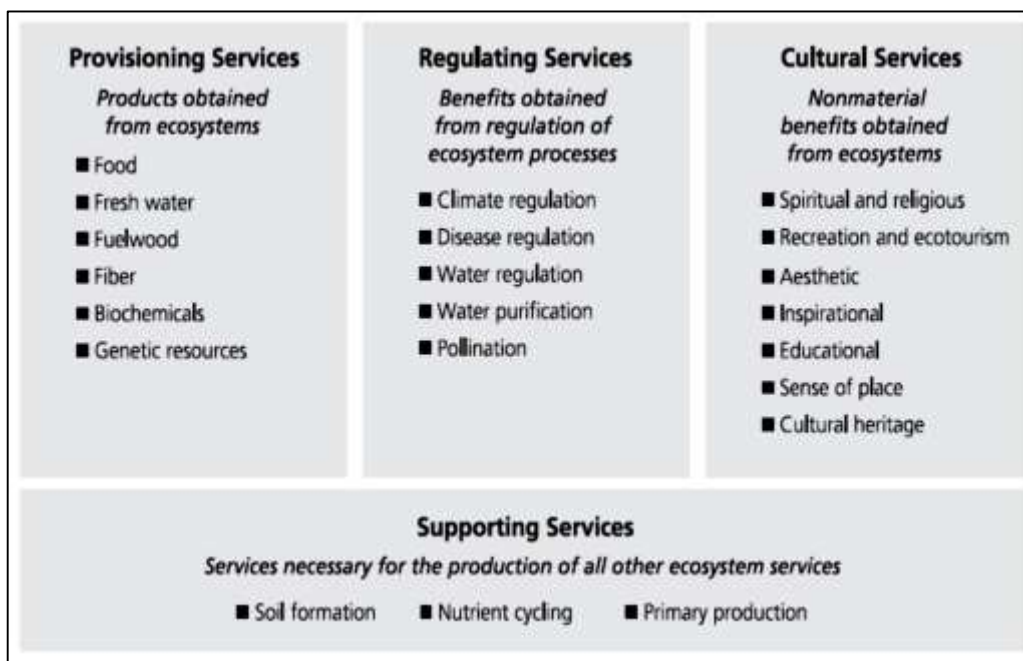 Provisioning Services
Products obtained
from ecosystems
■ Food
■ Fresh water
■ Fuelwood
■ Fiber
■ Biochemicals
■ Genetic resources
Regulating Services
Benefits obtained
from regulation of
ecosystem processes
■ Climate regulation
■ Disease regulation
■ Water regulation
■ Water purification
■ Pollination
Cultural Services
Nonmaterial
benefits obtained
from ecosystems
■ Spiritual and religious
■ Recreation and ecotourism
■ Aesthetic
■ Inspirational
■ Educational
■ Sense of place
■ Cultural heritage
Supporting Services
Services necessary for the production of all other ecosystem services
■ Soil formation ■ Nutrient cycling ■ Primary production